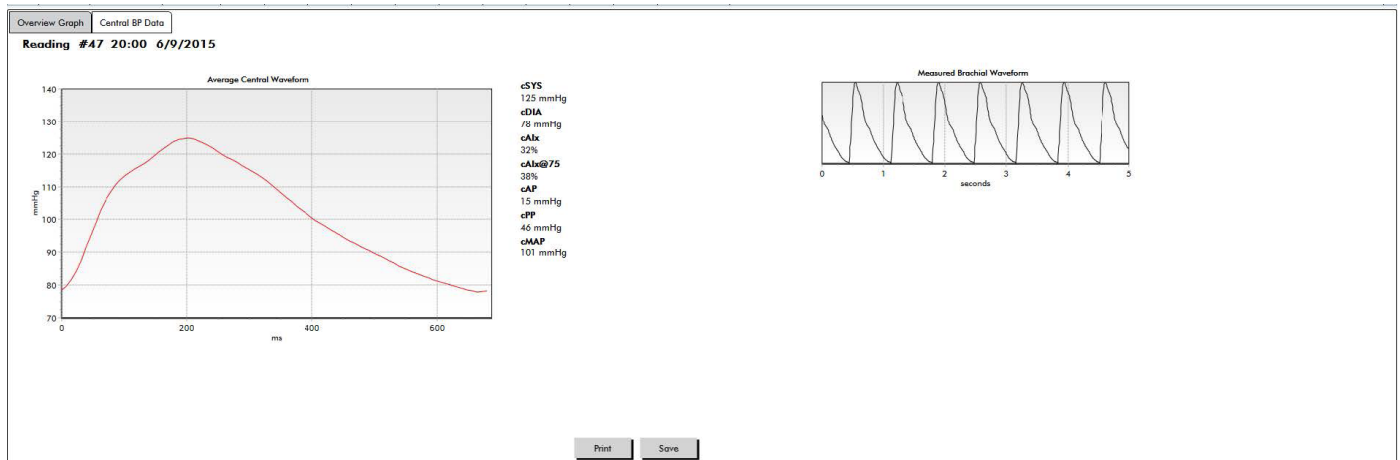 Overview Graph Central BP Data
Reading #47 20:00 6/9/2015
Average Central Waveform
140
130
120
110
100
90
80
70
mmHg
0 200 400 600
ms
cSYS
125 mmHg
cDIA
78 mmHg
cAIx
32%
cAIx@75
38%
cAP
15 mmHg
cPP
46 mmHg
cMAP
101 mmHg
Measured Brachial Waveform
0 1 2 3 4 5
seconds
Print Save